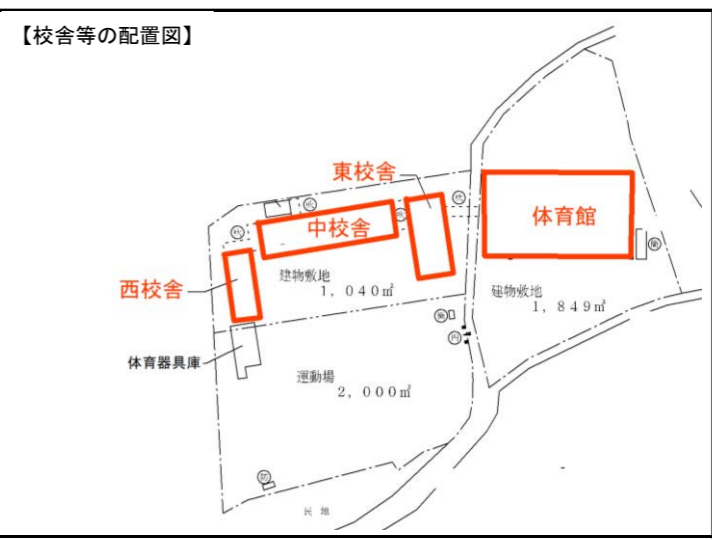 【校舎等の配置図】
東校舎
中校舎
体育館
西校舎
建物敷地
1,040㎡
建物敷地
1,849㎡
体育器具庫
運動場
2,000㎡
民 地